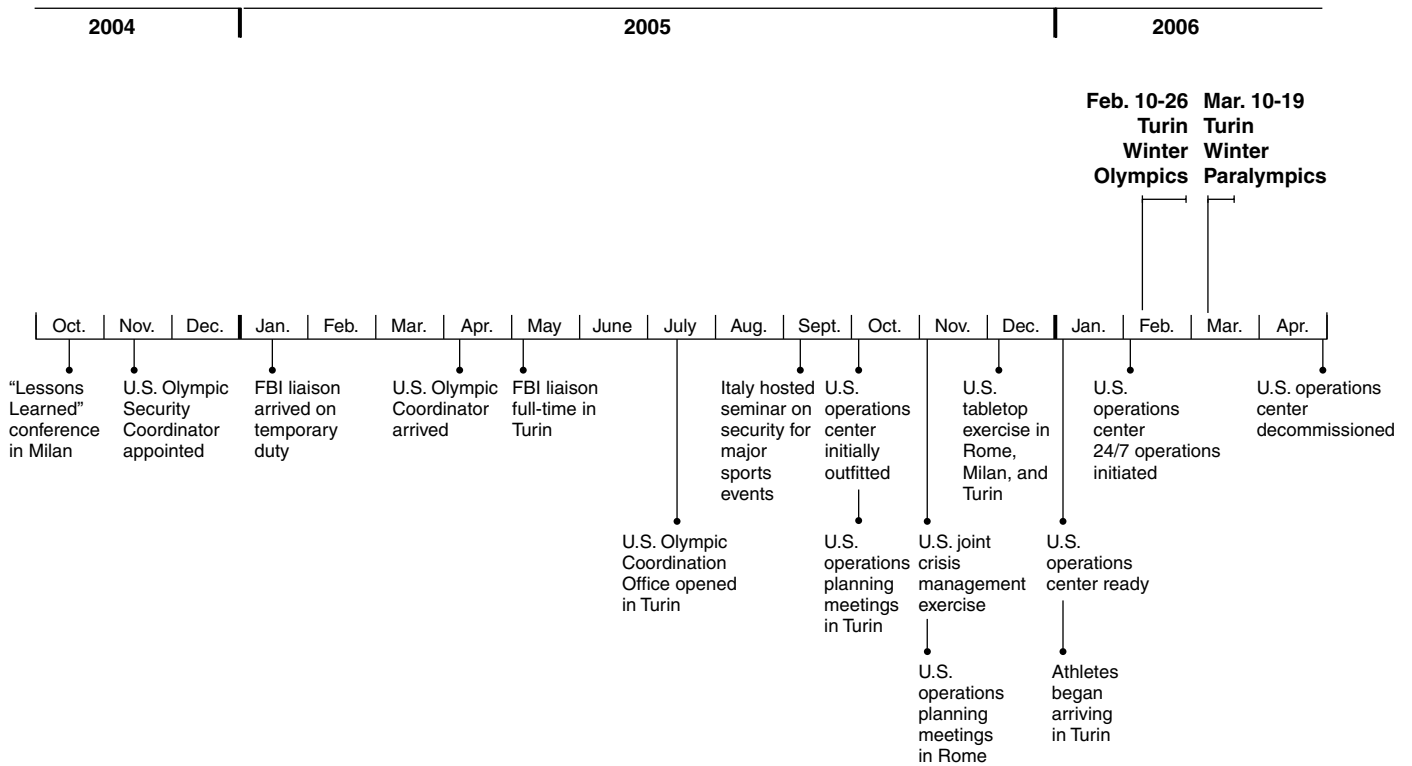 2004
2005
2006
Feb. 10-26
Turin
Winter
Olympics
Mar. 10-19
Turin
Winter
Paralympics
Oct. Nov. Dec. Jan. Feb. Mar. Apr. May June July Aug. Sept. Oct. Nov. Dec. Jan. Feb. Mar. Apr.
“Lessons
Learned”
conference
in Milan
U.S. Olympic
Security
Coordinator
appointed
FBI liaison
arrived on
temporary
duty
U.S. Olympic
Coordinator
arrived
FBI liaison
full-time in
Turin
U.S. Olympic
Coordination
Office opened
in Turin
Italy hosted
seminar on
security for
major
sports
events
U.S.
operations
center
initially
outfitted
U.S.
operations
planning
meetings
in Turin
U.S. joint
crisis
management
exercise
U.S.
operations
planning
meetings
in Rome
U.S.
tabletop
exercise in
Rome,
Milan, and
Turin
U.S.
operations
center ready
Athletes
began
arriving
in Turin
U.S.
operations
center
24/7 operations
initiated
U.S. operations
center
decommissioned